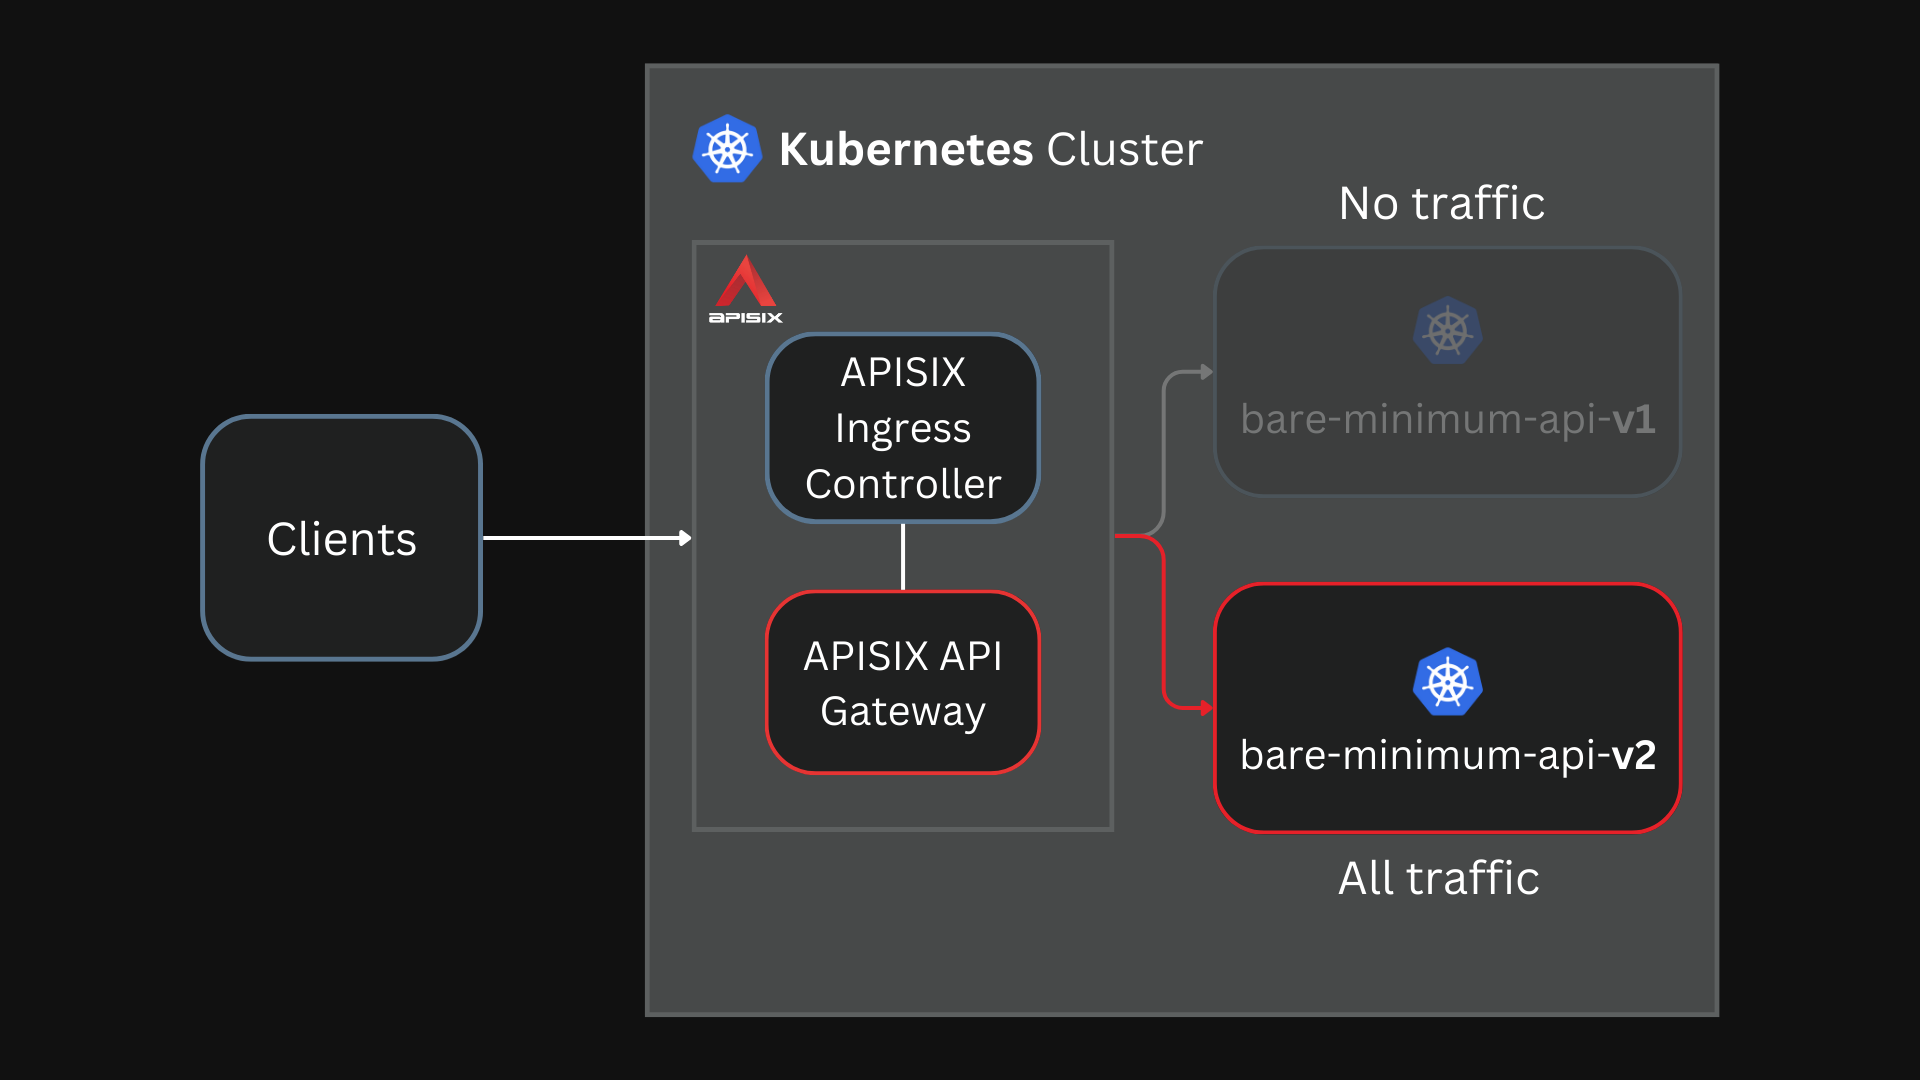 Kubernetes Cluster
No traffic
APISIX
APISIX
Ingress
Controller
bare-minimum-api-v1
Clients
APISIX API
Gateway
bare-minimum-api-v2
All traffic